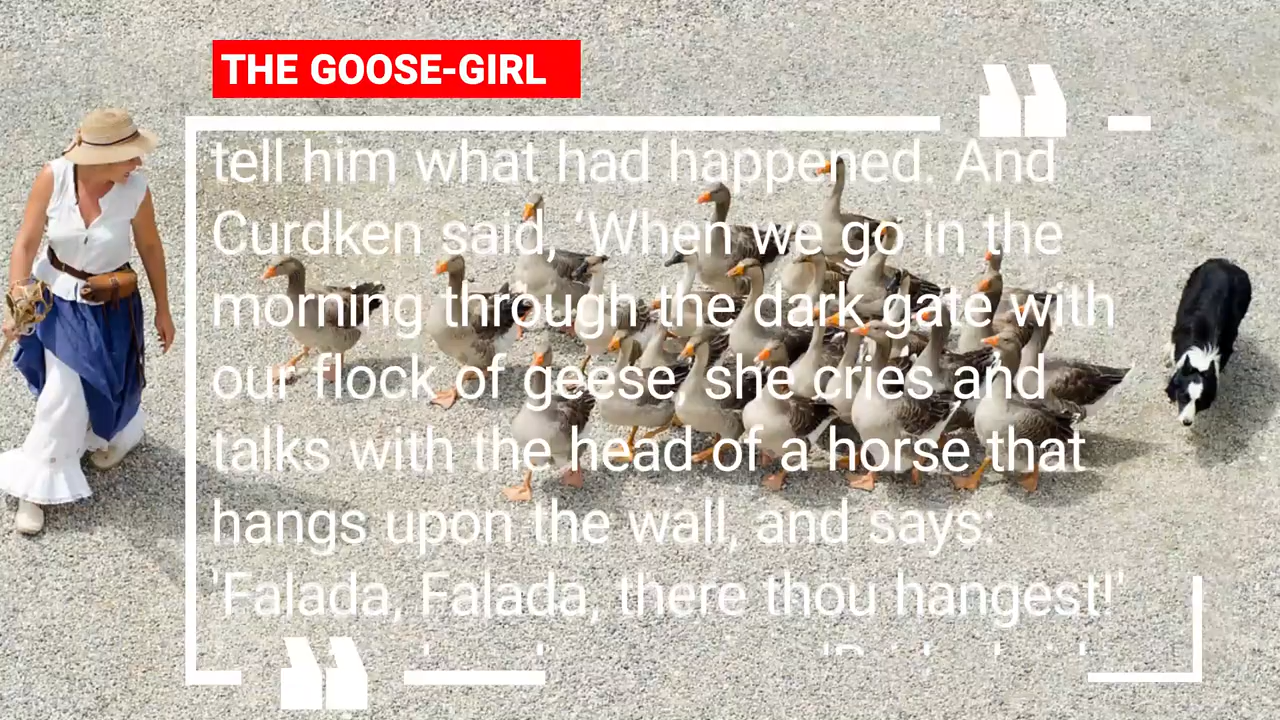 THE GOOSE-GIRL
tell him what had happened. And
Curdken said, ‘When we go in the
morning through the dark gate with
our flock of geese, she cries and
talks with the head of a horse that
hangs upon the wall, and says:
'Falada, Falada, there thou hangest!'